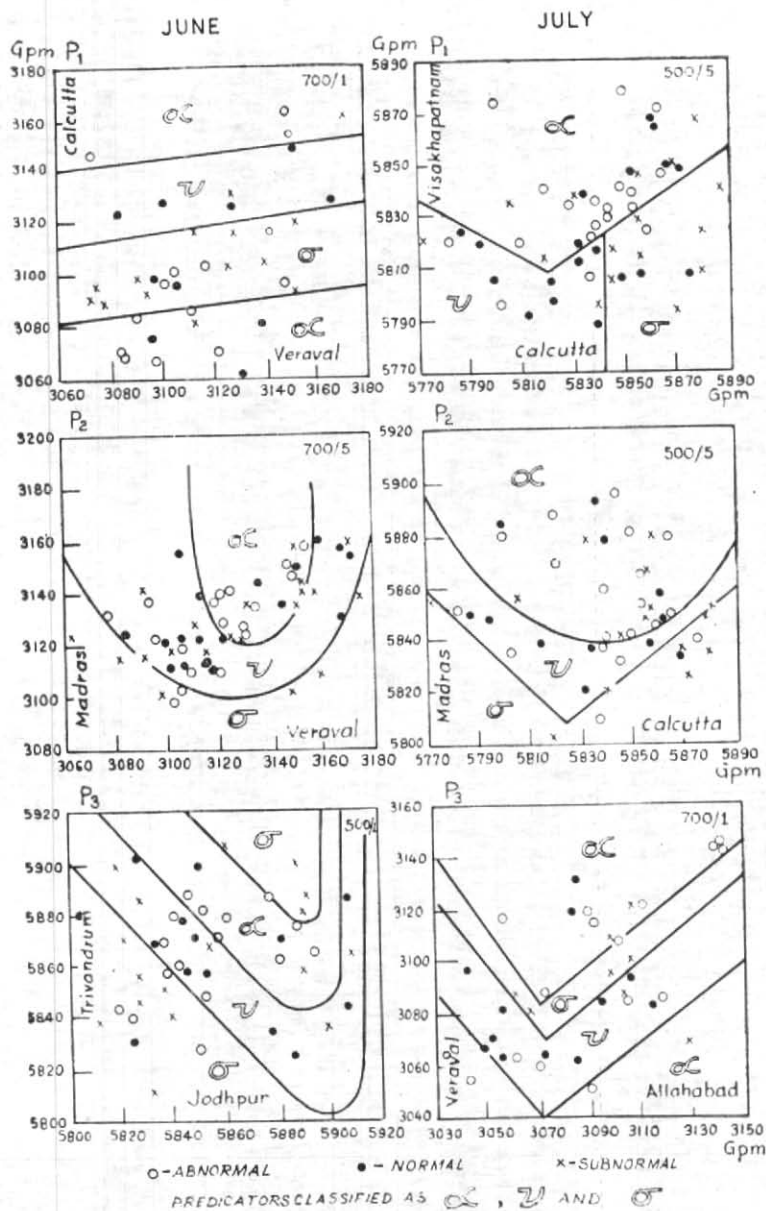 JUNE
JULY
Gpm P1
3180
3160
3140
3120
3100
3080
3060
Calcutta
700/1
α
υ
σ
α
Veraval
3060 3080 3100 3120 3140 3160 3180
Gpm P1
5890
5870
5850
5830
5810
5790
5770
Visakhapatnam
500/5
α
υ
σ
Calcutta
5770 5790 5810 5830 5850 5870 5890
Gpm
P2
3200
3180
3160
3140
3120
3100
3080
Madras
700/5
α
υ
σ
Veraval
3060 3080 3100 3120 3140 3160 3180
P2
5920
5900
5880
5860
5840
5820
5800
Madras
500/5
α
υ
σ
Calcutta
5770 5790 5810 5830 5850 5870 5890
Gpm
P3
5920
5900
5880
5860
5840
5820
5800
Trivandrum
σ
α
υ
σ
Jodhpur
5800 5820 5840 5860 5880 5900 5920
P3
3160
3140
3120
3100
3080
3060
3040
Veraval
700/1
α
σ
υ
α
Allahabad
3030 3050 3070 3090 3110 3130 3150
Gpm
o-ABNORMAL •-NORMAL x-SUBNORMAL
PREDICATORS CLASSIFIED AS α, υ AND σ